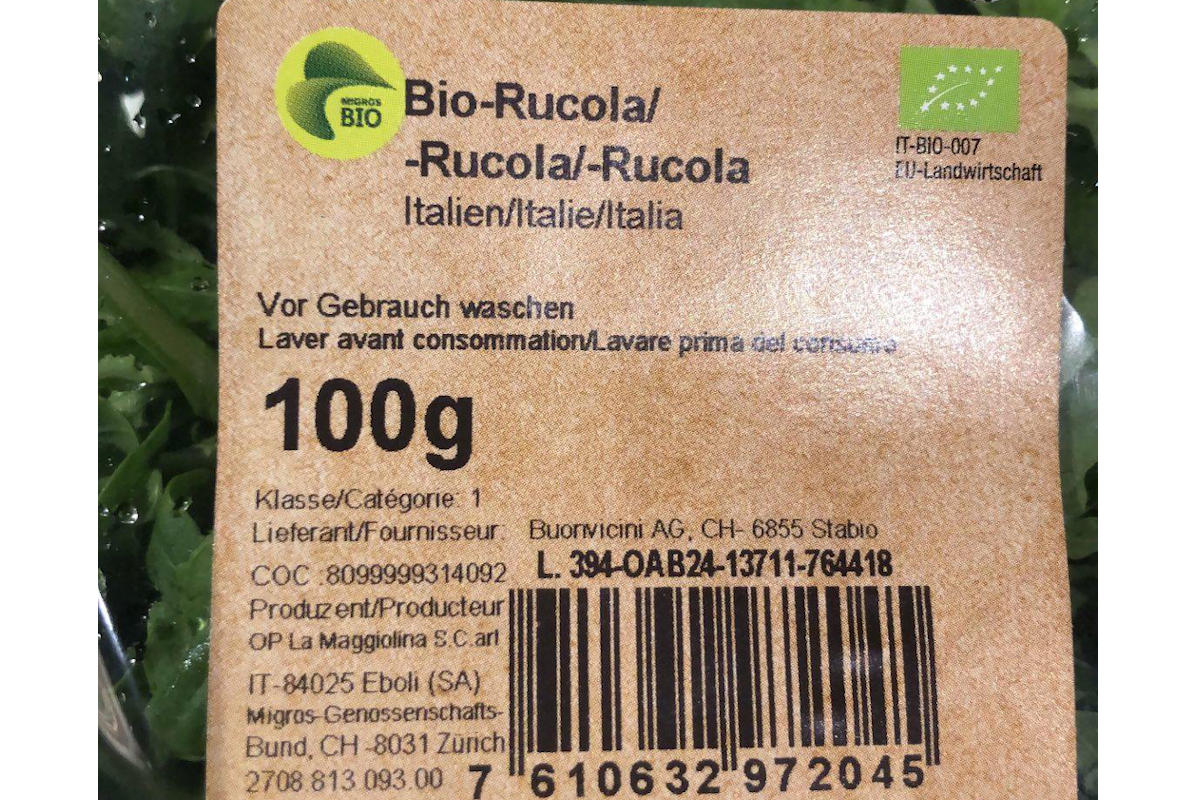 MIGROS
BIO
Bio-Rucola/
-Rucola/-Rucola
Italien/Italie/Italia
IT-BIO-007
EU-Landwirtschaft
Vor Gebrauch waschen
Laver avant consommation/Lavare prima del consumo
100g
Klasse/Catégorie: 1
Lieferant/Fournisseur: Buonvicini AG, CH- 6855 Stabio
L. 394-OAB24-13711-764418
COC :8099999314092
Produzent/Producteur
OP La Maggiolina S.C.arl
IT-84025 Eboli (SA)
Migros-Genossenschafts-
Bund, CH -8031 Zürich
2708 813 093 00
7 610632 972045